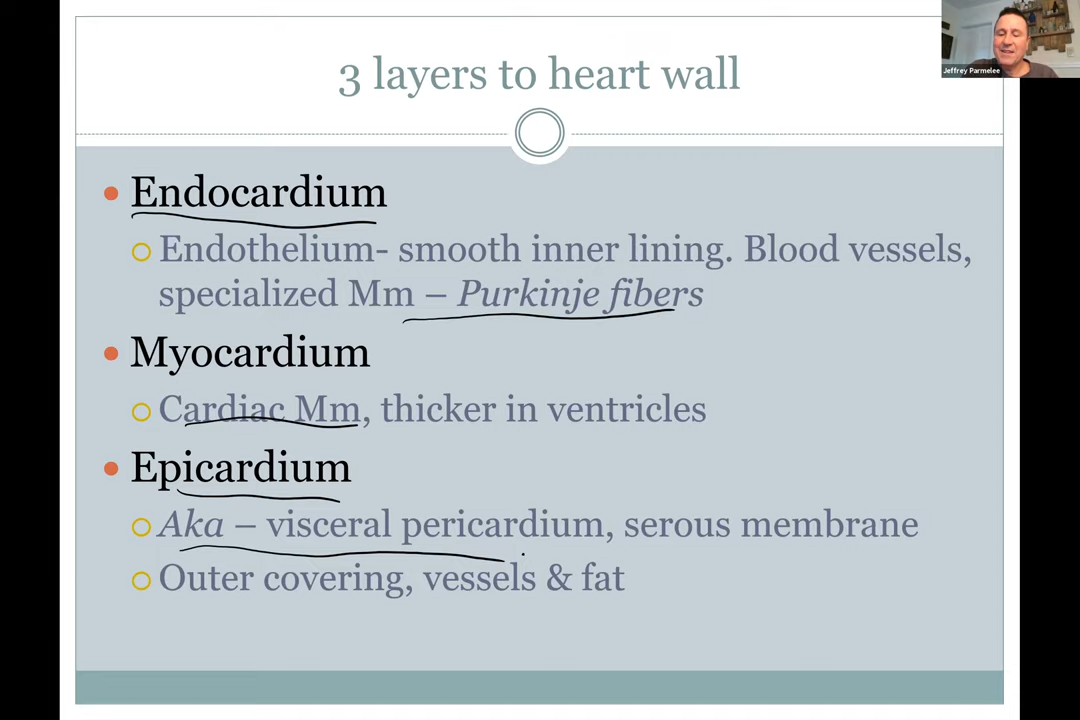 3 layers to heart wall
Jeffrey Parmelee
Endocardium
Endothelium- smooth inner lining. Blood vessels,
specialized Mm – Purkinje fibers
Myocardium
Cardiac Mm, thicker in ventricles
Epicardium
Aka – visceral pericardium, serous membrane
Outer covering, vessels & fat